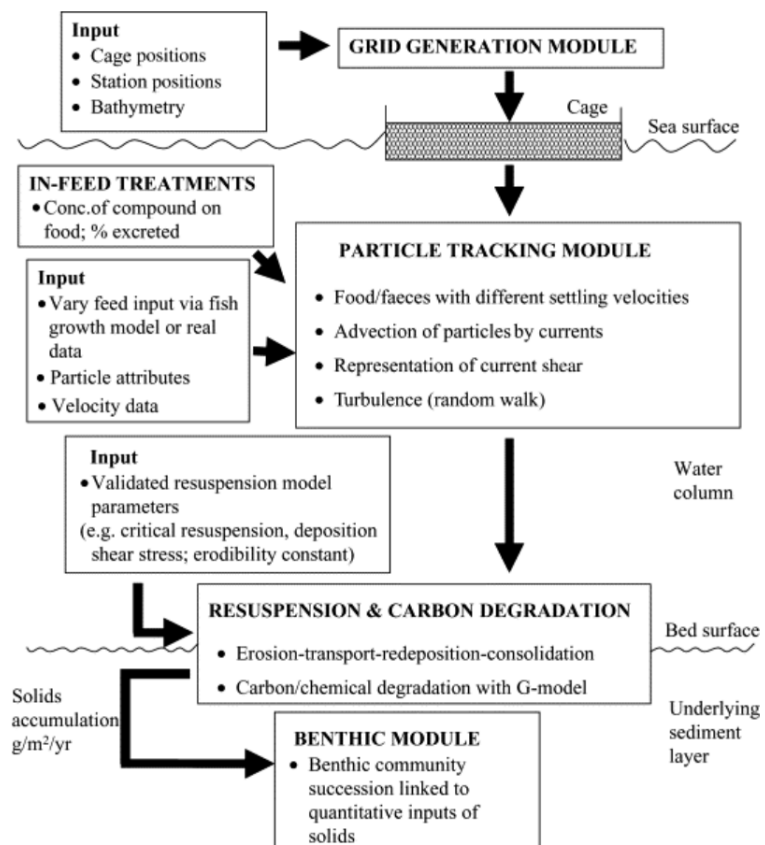 Input
• Cage positions
• Station positions
• Bathymetry
GRID GENERATION MODULE
Cage
Sea surface
IN-FEED TREATMENTS
• Conc.of compound on
food; % excreted
Input
• Vary feed input via fish
growth model or real
data
• Particle attributes
• Velocity data
PARTICLE TRACKING MODULE
• Food/faeces with different settling velocities
• Advection of particles by currents
• Representation of current shear
• Turbulence (random walk)
Input
• Validated resuspension model
parameters
(e.g. critical resuspension, deposition
shear stress; erodibility constant)
Water
column
RESUSPENSION & CARBON DEGRADATION
• Erosion-transport-redeposition-consolidation
• Carbon/chemical degradation with G-model
Bed surface
Solids
accumulation
g/m²/yr
Underlying
sediment
layer
BENTHIC MODULE
• Benthic community
succession linked to
quantitative inputs of
solids